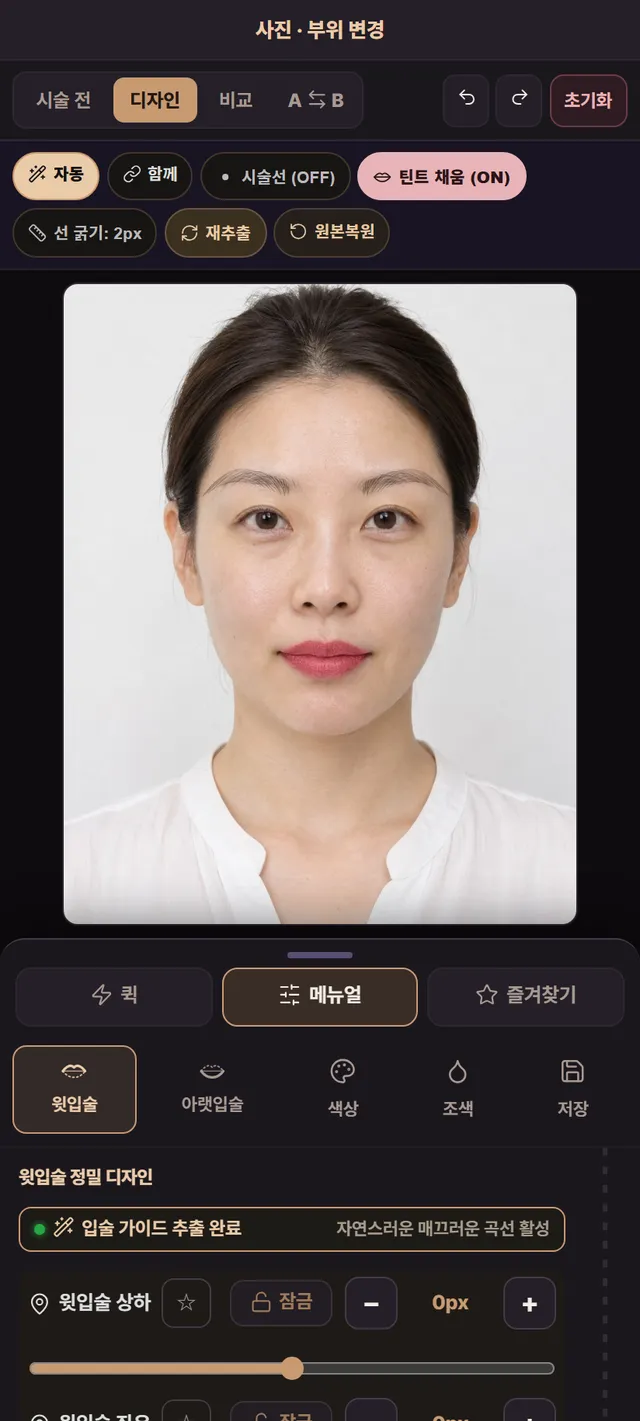 사진 · 부위 변경
시술 전 디자인 비교 A ⇆ B 초기화
자동 함께 시술선 (OFF) 틴트 채움 (ON)
선 굵기: 2px 재추출 원본복원
퀵 메뉴얼 즐겨찾기
윗입술 아랫입술 색상 조색 저장
윗입술 정밀 디자인
입술 가이드 추출 완료 자연스러운 매끄러운 곡선 활성
윗입술 상하 잠금 − 0px +